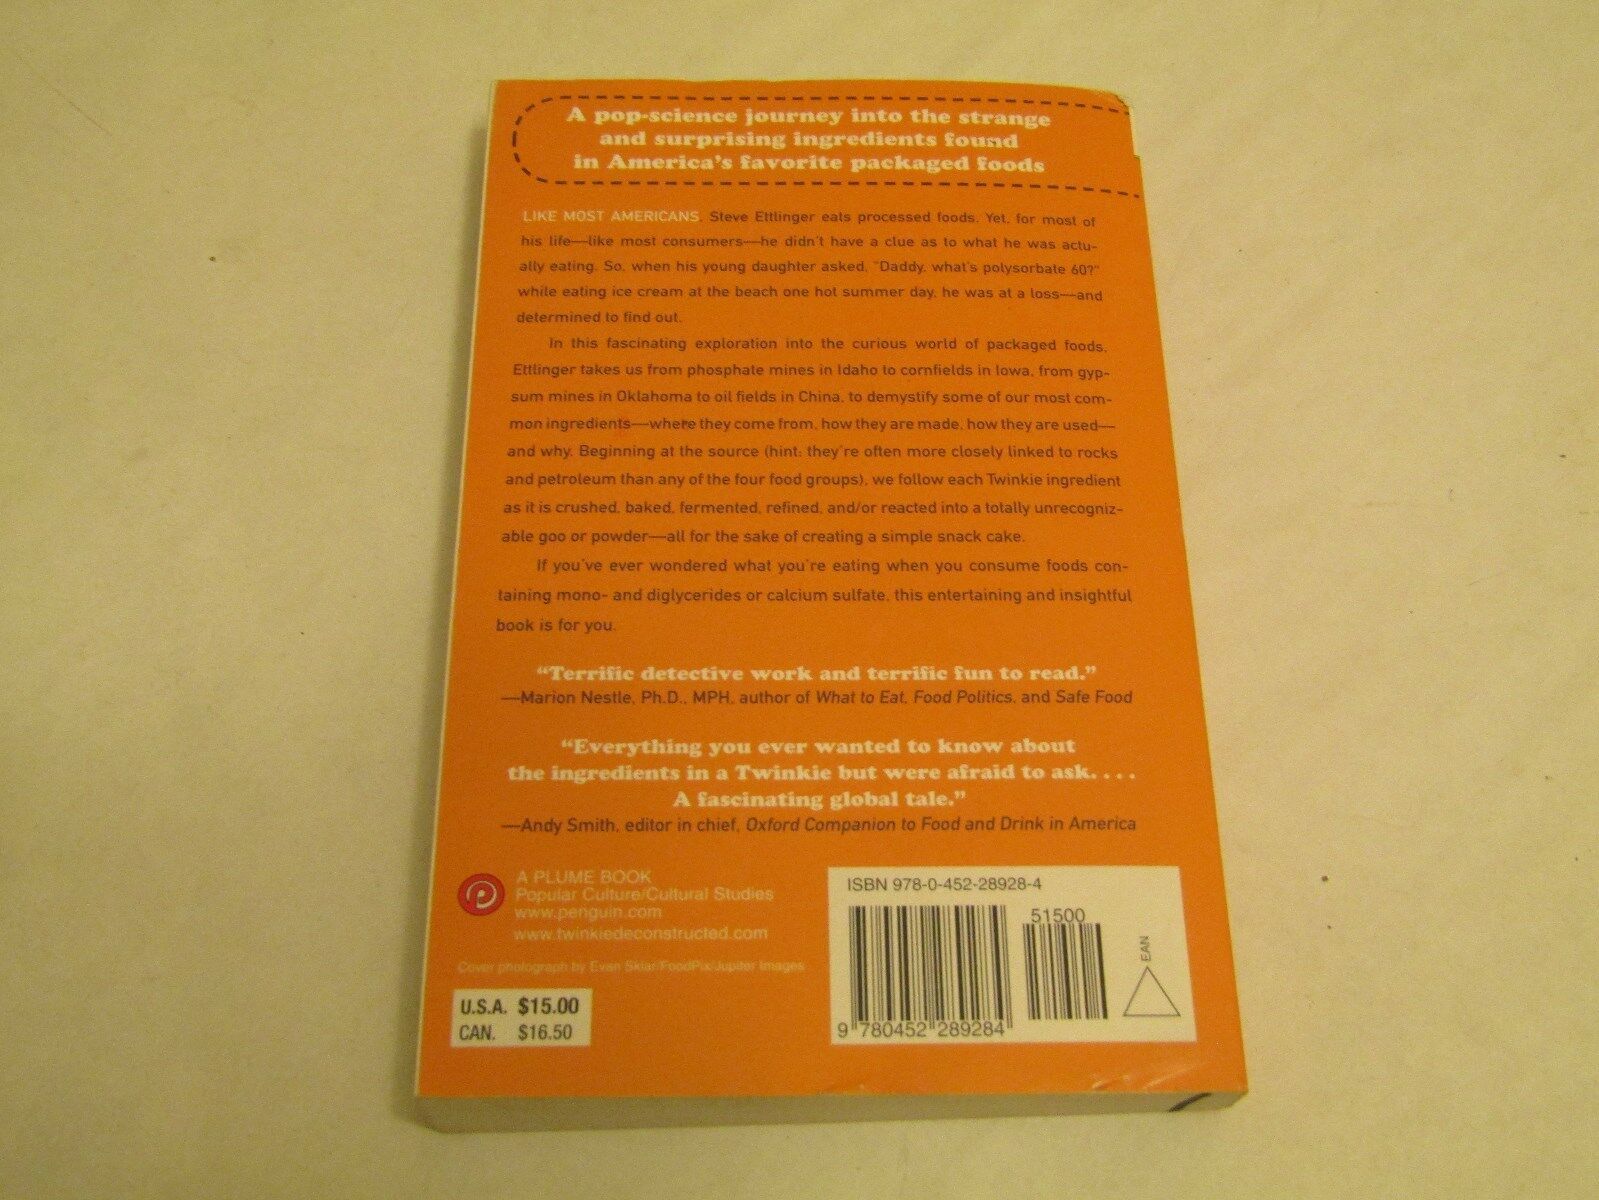 A pop-science journey into the strange
and surprising ingredients found
in America's favorite packaged foods
LIKE MOST AMERICANS, Steve Ettlinger eats processed foods. Yet, for most of
his life—like most consumers—he didn't have a clue as to what he was actu-
ally eating. So, when his young daughter asked, "Daddy, what's polysorbate 60?"
while eating ice cream at the beach one hot summer day, he was at a loss—and
determined to find out.
In this fascinating exploration into the curious world of packaged foods,
Ettlinger takes us from phosphate mines in Idaho to cornfields in Iowa, from gyp-
sum mines in Oklahoma to oil fields in China, to demystify some of our most com-
mon ingredients—where they come from, how they are made, how they are used—
and why. Beginning at the source (hint: they're often more closely linked to rocks
and petroleum than any of the four food groups), we follow each Twinkie ingredient
as it is crushed, baked, fermented, refined, and/or reacted into a totally unrecogniz-
able goo or powder—all for the sake of creating a simple snack cake.
If you've ever wondered what you're eating when you consume foods con-
taining mono- and diglycerides or calcium sulfate, this entertaining and insightful
book is for you.
"Terrific detective work and terrific fun to read."
—Marion Nestle, Ph.D., MPH, author of What to Eat, Food Politics, and Safe Food
"Everything you ever wanted to know about
the ingredients in a Twinkie but were afraid to ask. . . .
A fascinating global tale."
—Andy Smith, editor in chief, Oxford Companion to Food and Drink in America
A PLUME BOOK
Popular Culture/Cultural Studies
www.penguin.com
www.twinkiedeconstructed.com
Cover photograph by Evan Sklar/FoodPix/Jupiter Images
U.S.A. $15.00
CAN. $16.50
ISBN 978-0-452-28928-4
51500
EAN
9 780452 289284